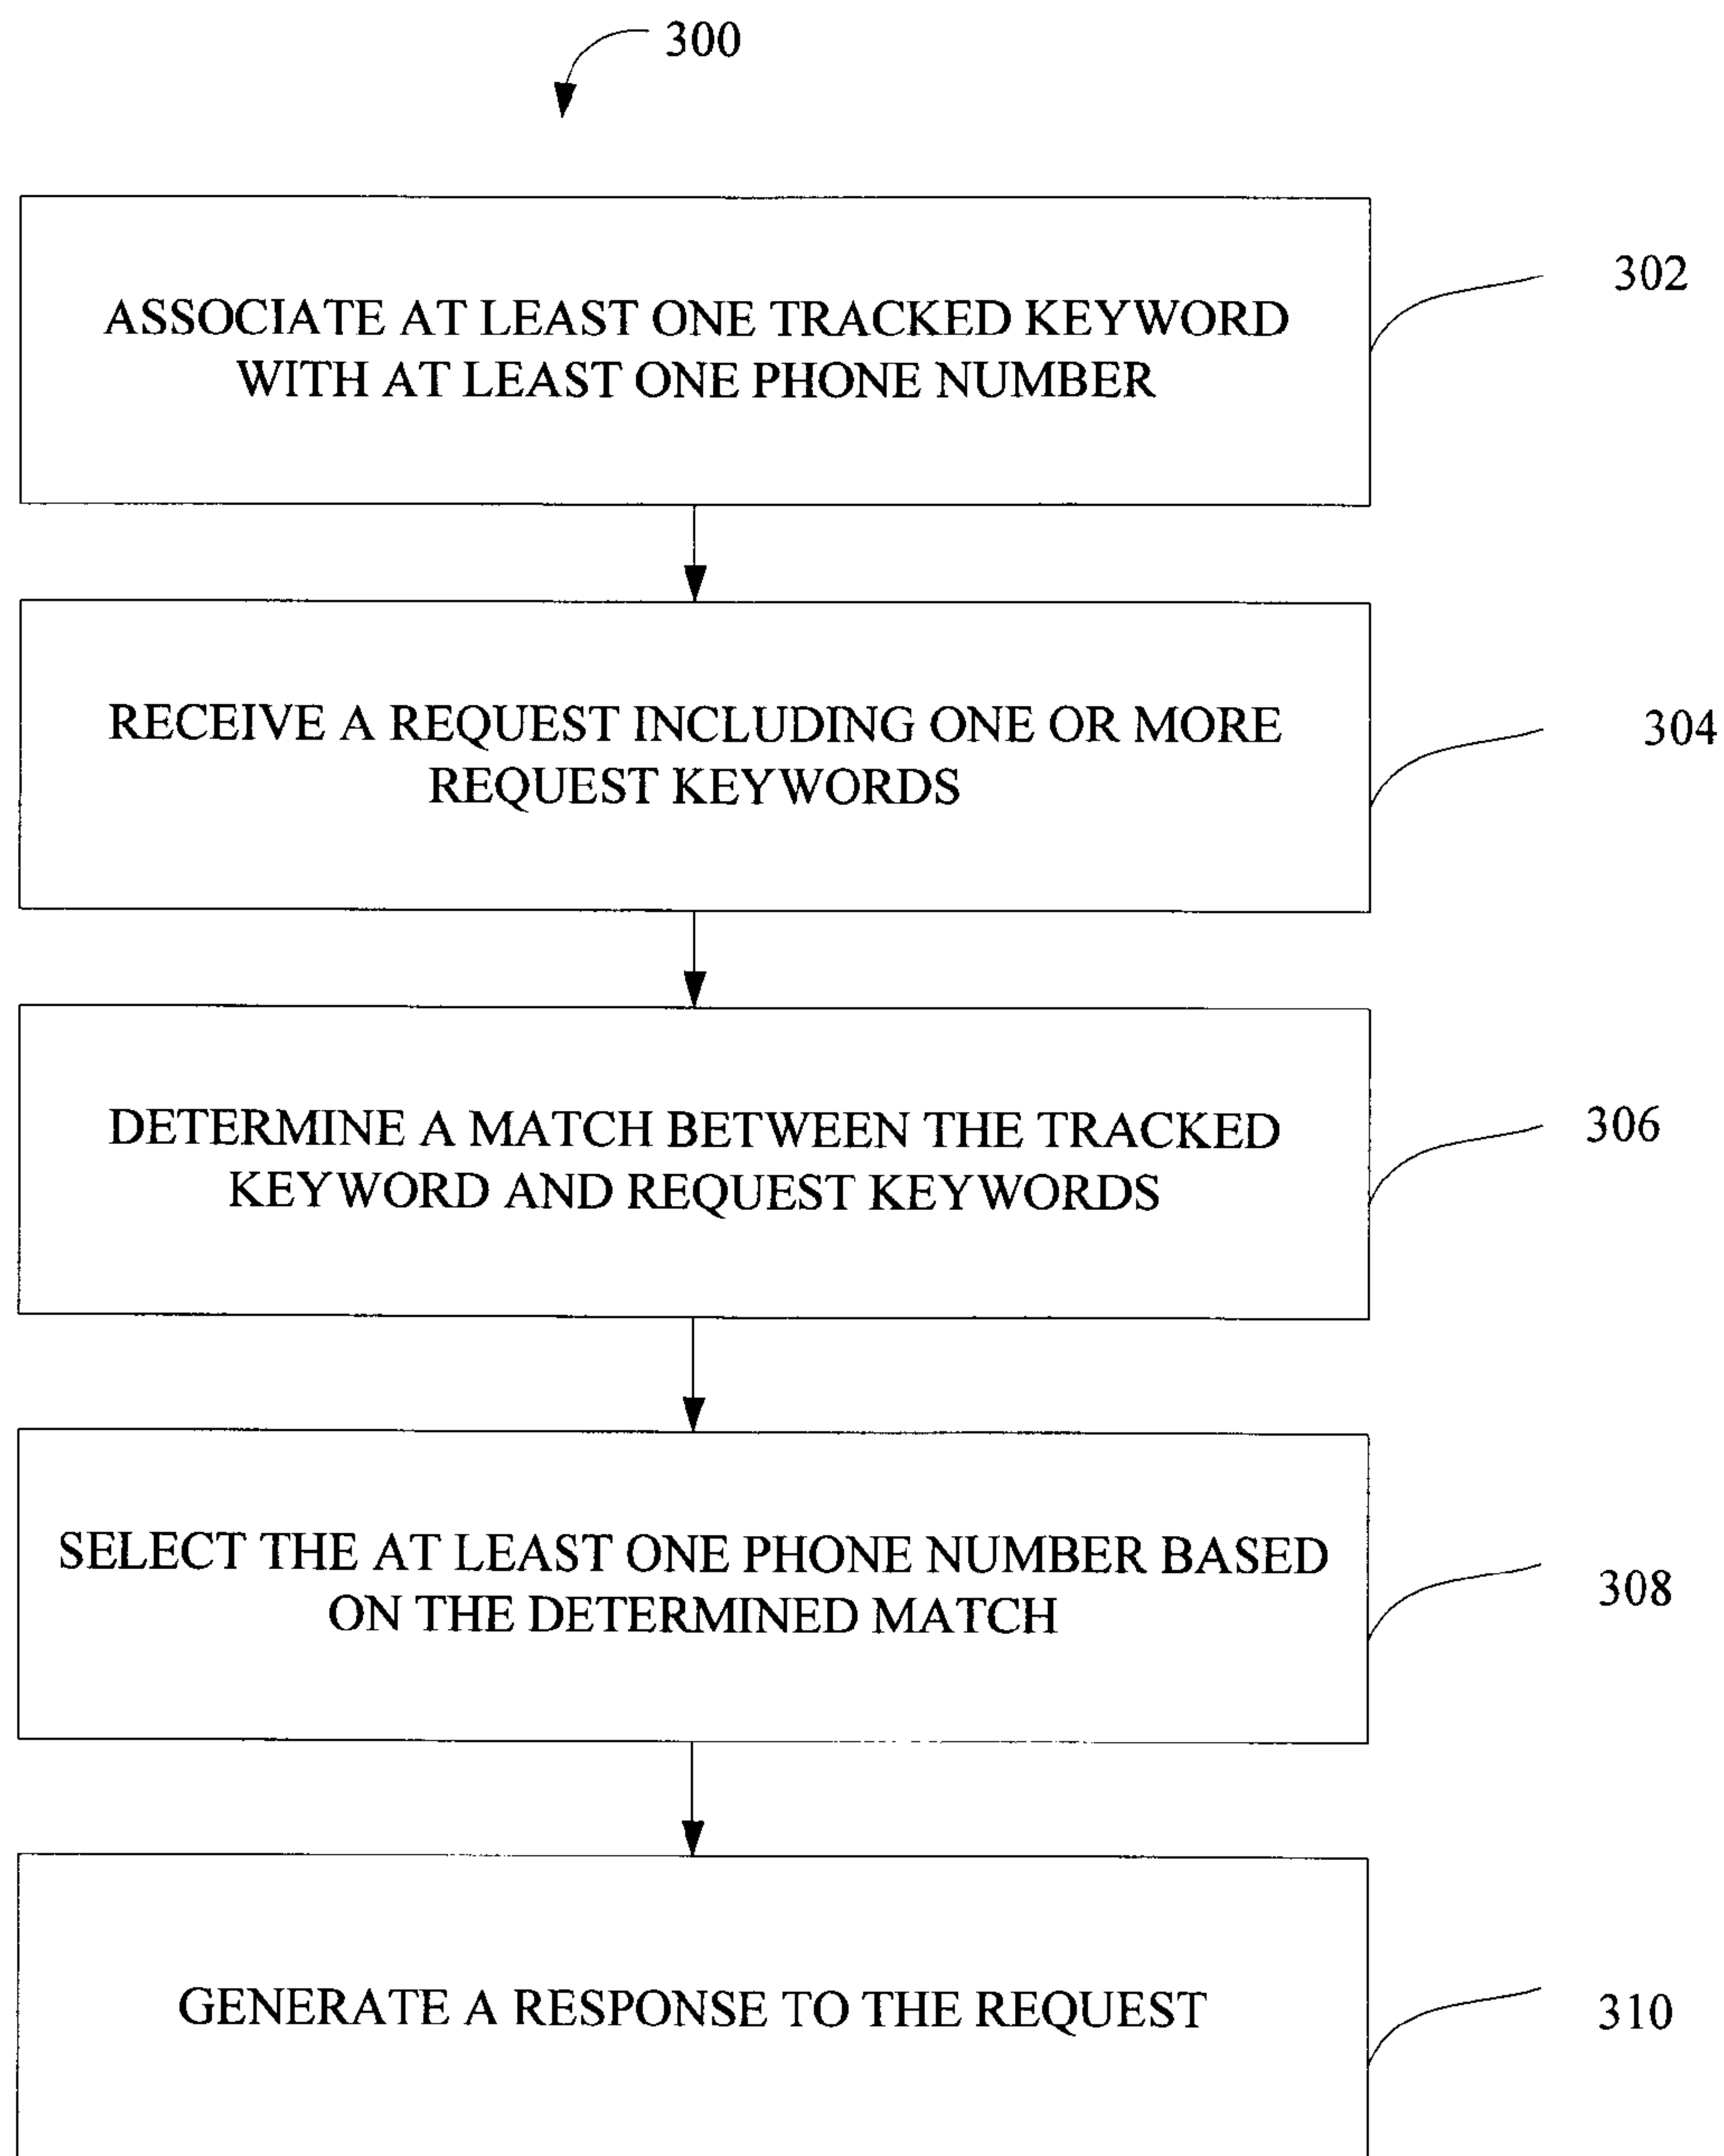 300
ASSOCIATE AT LEAST ONE TRACKED KEYWORD
WITH AT LEAST ONE PHONE NUMBER
302
RECEIVE A REQUEST INCLUDING ONE OR MORE
REQUEST KEYWORDS
304
DETERMINE A MATCH BETWEEN THE TRACKED
KEYWORD AND REQUEST KEYWORDS
306
SELECT THE AT LEAST ONE PHONE NUMBER BASED
ON THE DETERMINED MATCH
308
GENERATE A RESPONSE TO THE REQUEST
310